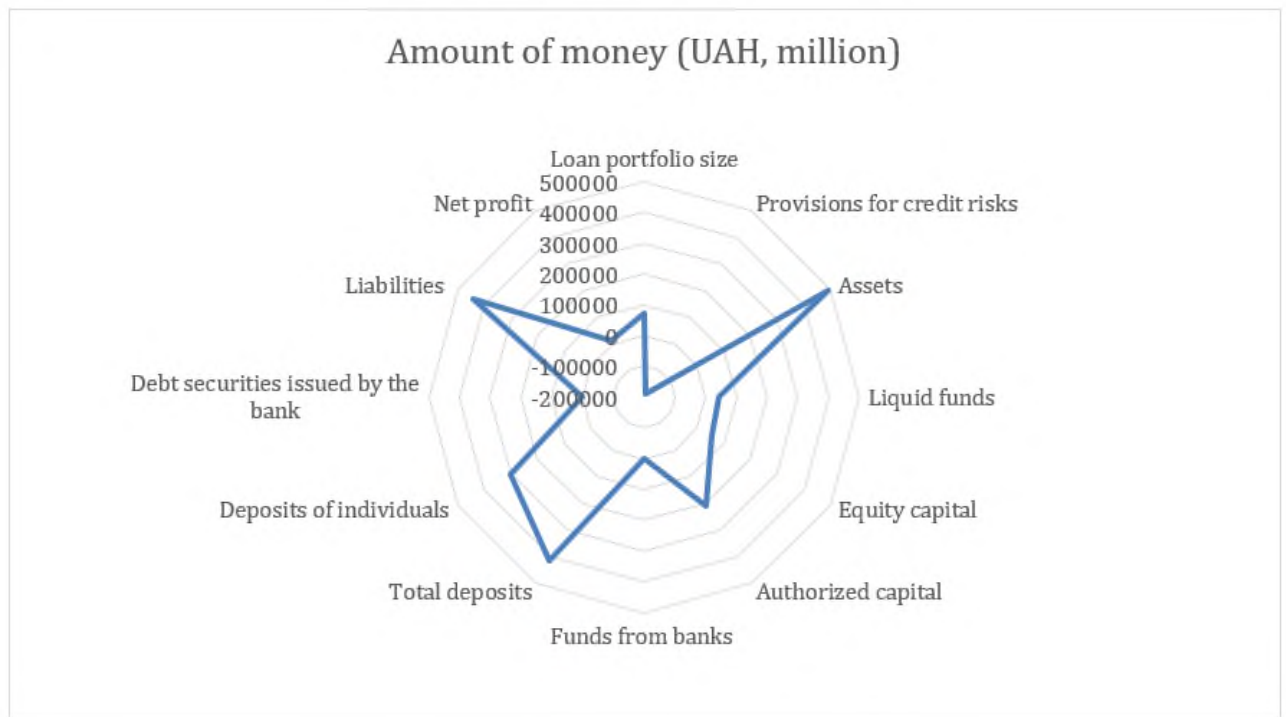 Amount of money (UAH, million)
Loan portfolio size
500000
Net profit
400000
Provisions for credit risks
300000
Liabilities
200000
Assets
100000
0
Debt securities issued by the
bank
-100000
-200000
Liquid funds
Deposits of individuals
Equity capital
Total deposits
Authorized capital
Funds from banks